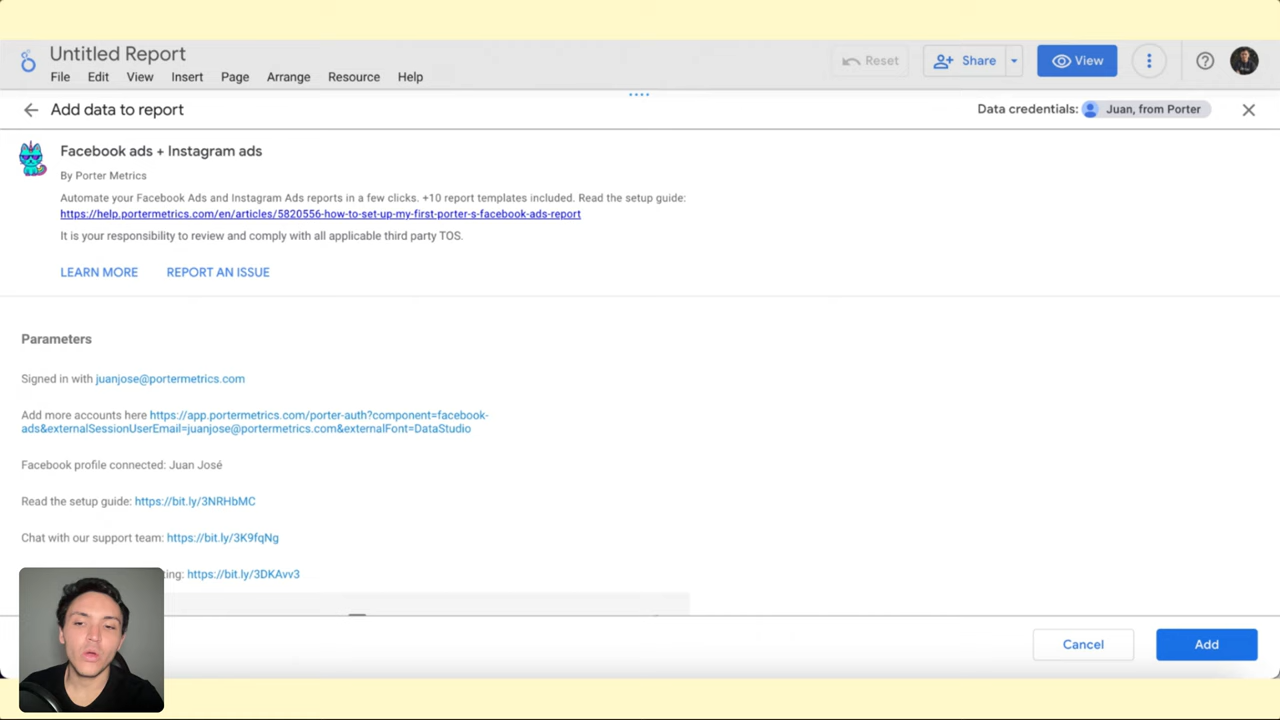 Untitled Report
File Edit View Insert Page Arrange Resource Help
Reset Share View
Add data to report
Data credentials: Juan, from Porter
Facebook ads + Instagram ads
By Porter Metrics
Automate your Facebook Ads and Instagram Ads reports in a few clicks. +10 report templates included. Read the setup guide:
https://help.portermetrics.com/en/articles/5820556-how-to-set-up-my-first-porter-s-facebook-ads-report
It is your responsibility to review and comply with all applicable third party TOS.
LEARN MORE REPORT AN ISSUE
Parameters
Signed in with juanjose@portermetrics.com
Add more accounts here https://app.portermetrics.com/porter-auth?component=facebook-
ads&externalSessionUserEmail=juanjose@portermetrics.com&externalFont=DataStudio
Facebook profile connected: Juan José
Read the setup guide: https://bit.ly/3NRHbMC
Chat with our support team: https://bit.ly/3K9fqNg
ting: https://bit.ly/3DKAvv3
Cancel Add